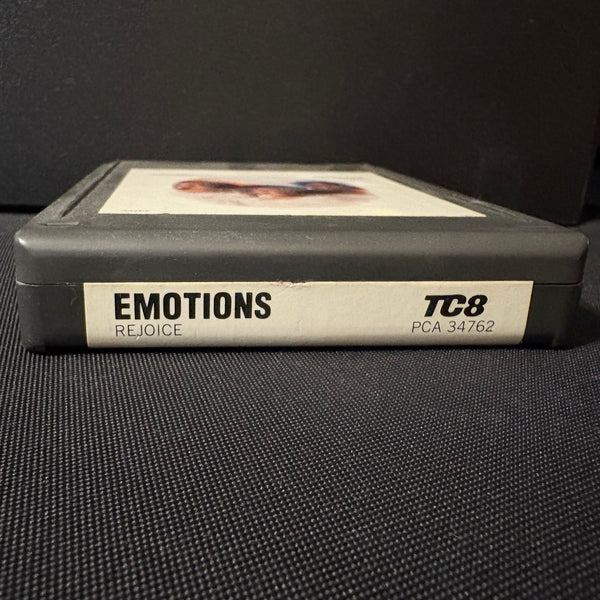 EMOTIONS
REJOICE
TC8
PCA 34762